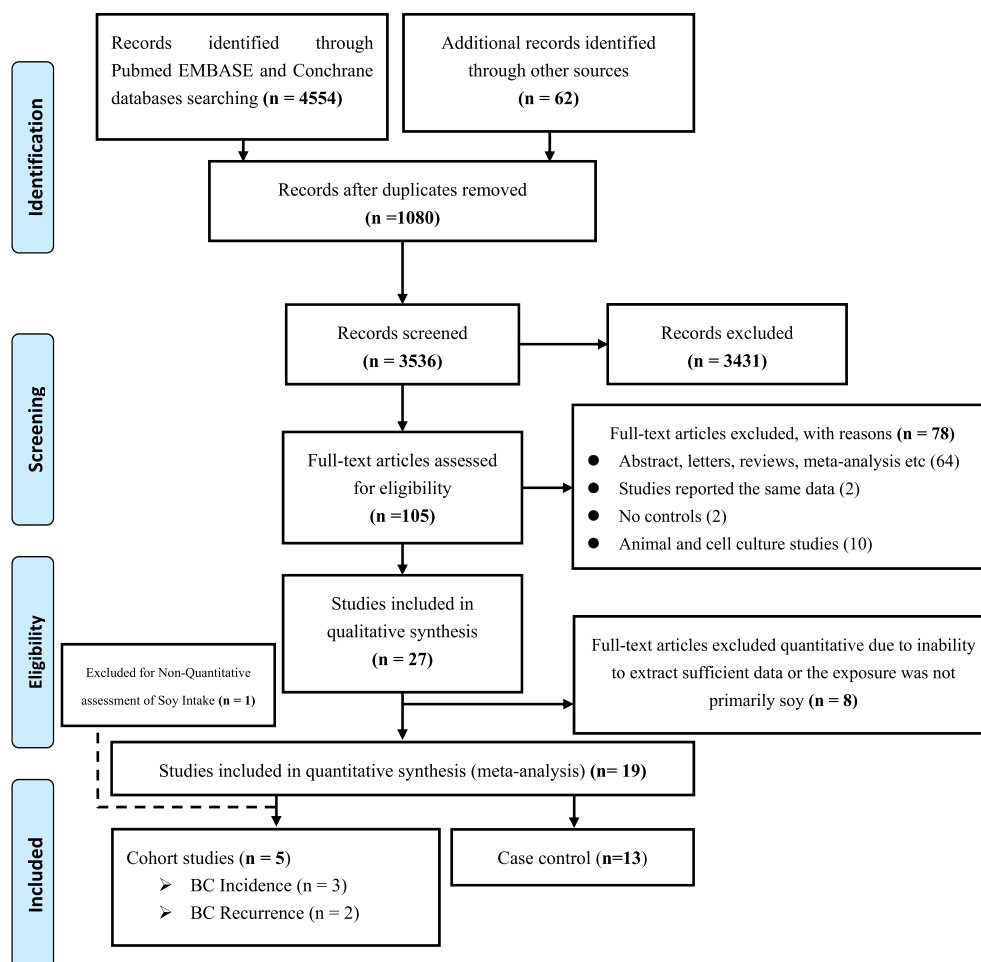 Records identified through
Pubmed EMBASE and Conchrane
databases searching (n = 4554)
Additional records identified
through other sources
(n = 62)
Identification
Records after duplicates removed
(n =1080)
Records screened
(n = 3536)
Records excluded
(n = 3431)
Screening
Full-text articles assessed
for eligibility
(n =105)
Full-text articles excluded, with reasons (n = 78)
● Abstract, letters, reviews, meta-analysis etc (64)
● Studies reported the same data (2)
● No controls (2)
● Animal and cell culture studies (10)
Eligibility
Studies included in
qualitative synthesis
(n = 27)
Full-text articles excluded quantitative due to inability
to extract sufficient data or the exposure was not
primarily soy (n = 8)
Excluded for Non-Quantitative
assessment of Soy Intake (n = 1)
Studies included in quantitative synthesis (meta-analysis) (n= 19)
Included
Cohort studies (n = 5)
➢ BC Incidence (n = 3)
➢ BC Recurrence (n = 2)
Case control (n=13)